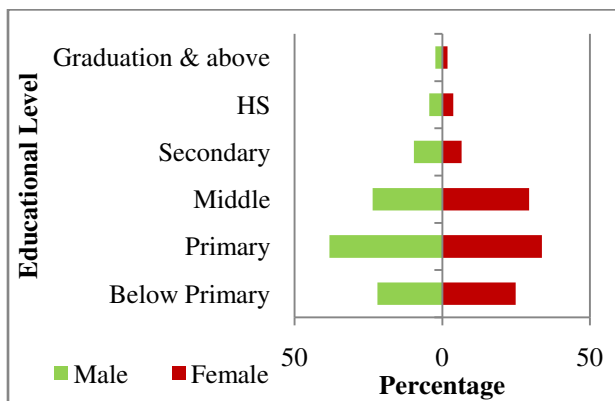 Educational Level
Graduation & above
HS
Secondary
Middle
Primary
Below Primary
50 0 50
Male Female
Percentage